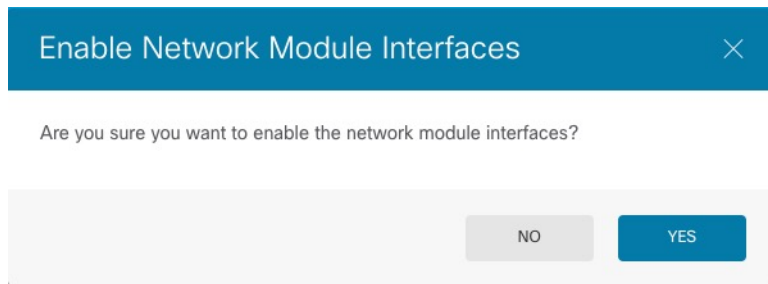 Enable Network Module Interfaces
Are you sure you want to enable the network module interfaces?
NO
YES